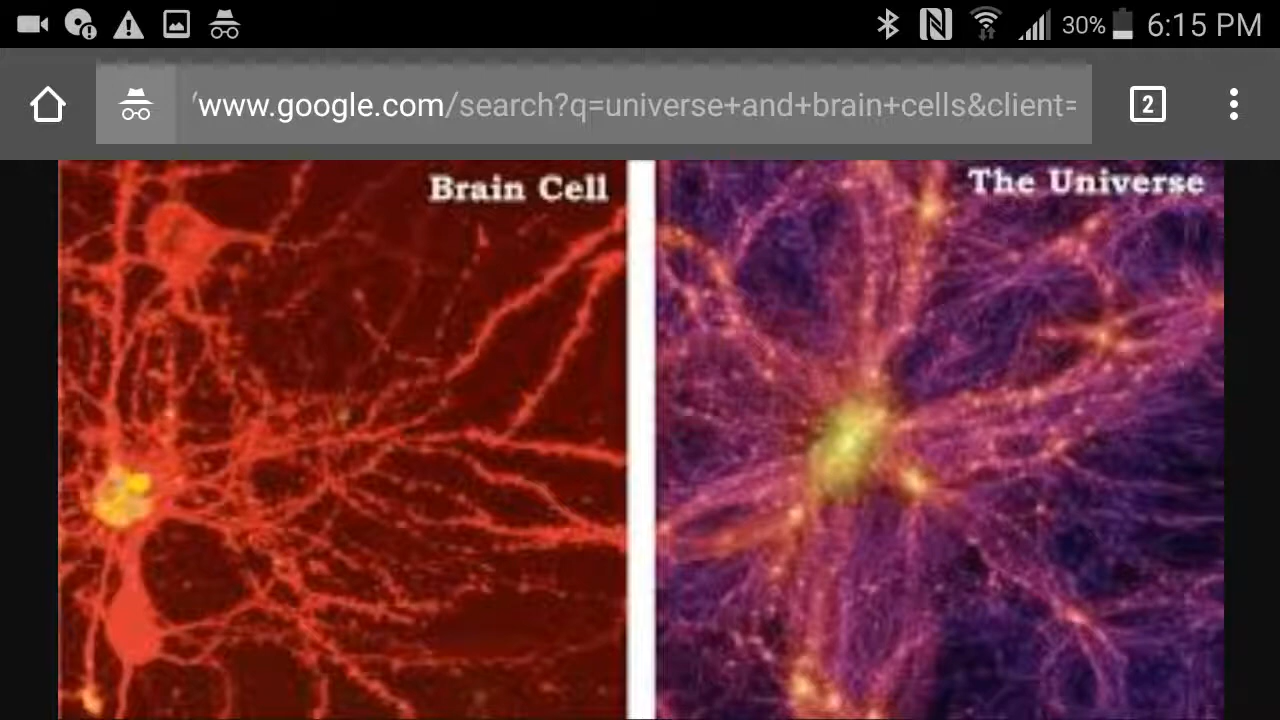 30% 6:15 PM
www.google.com/search?q=universe+and+brain+cells&client=
2
Brain Cell
The Universe